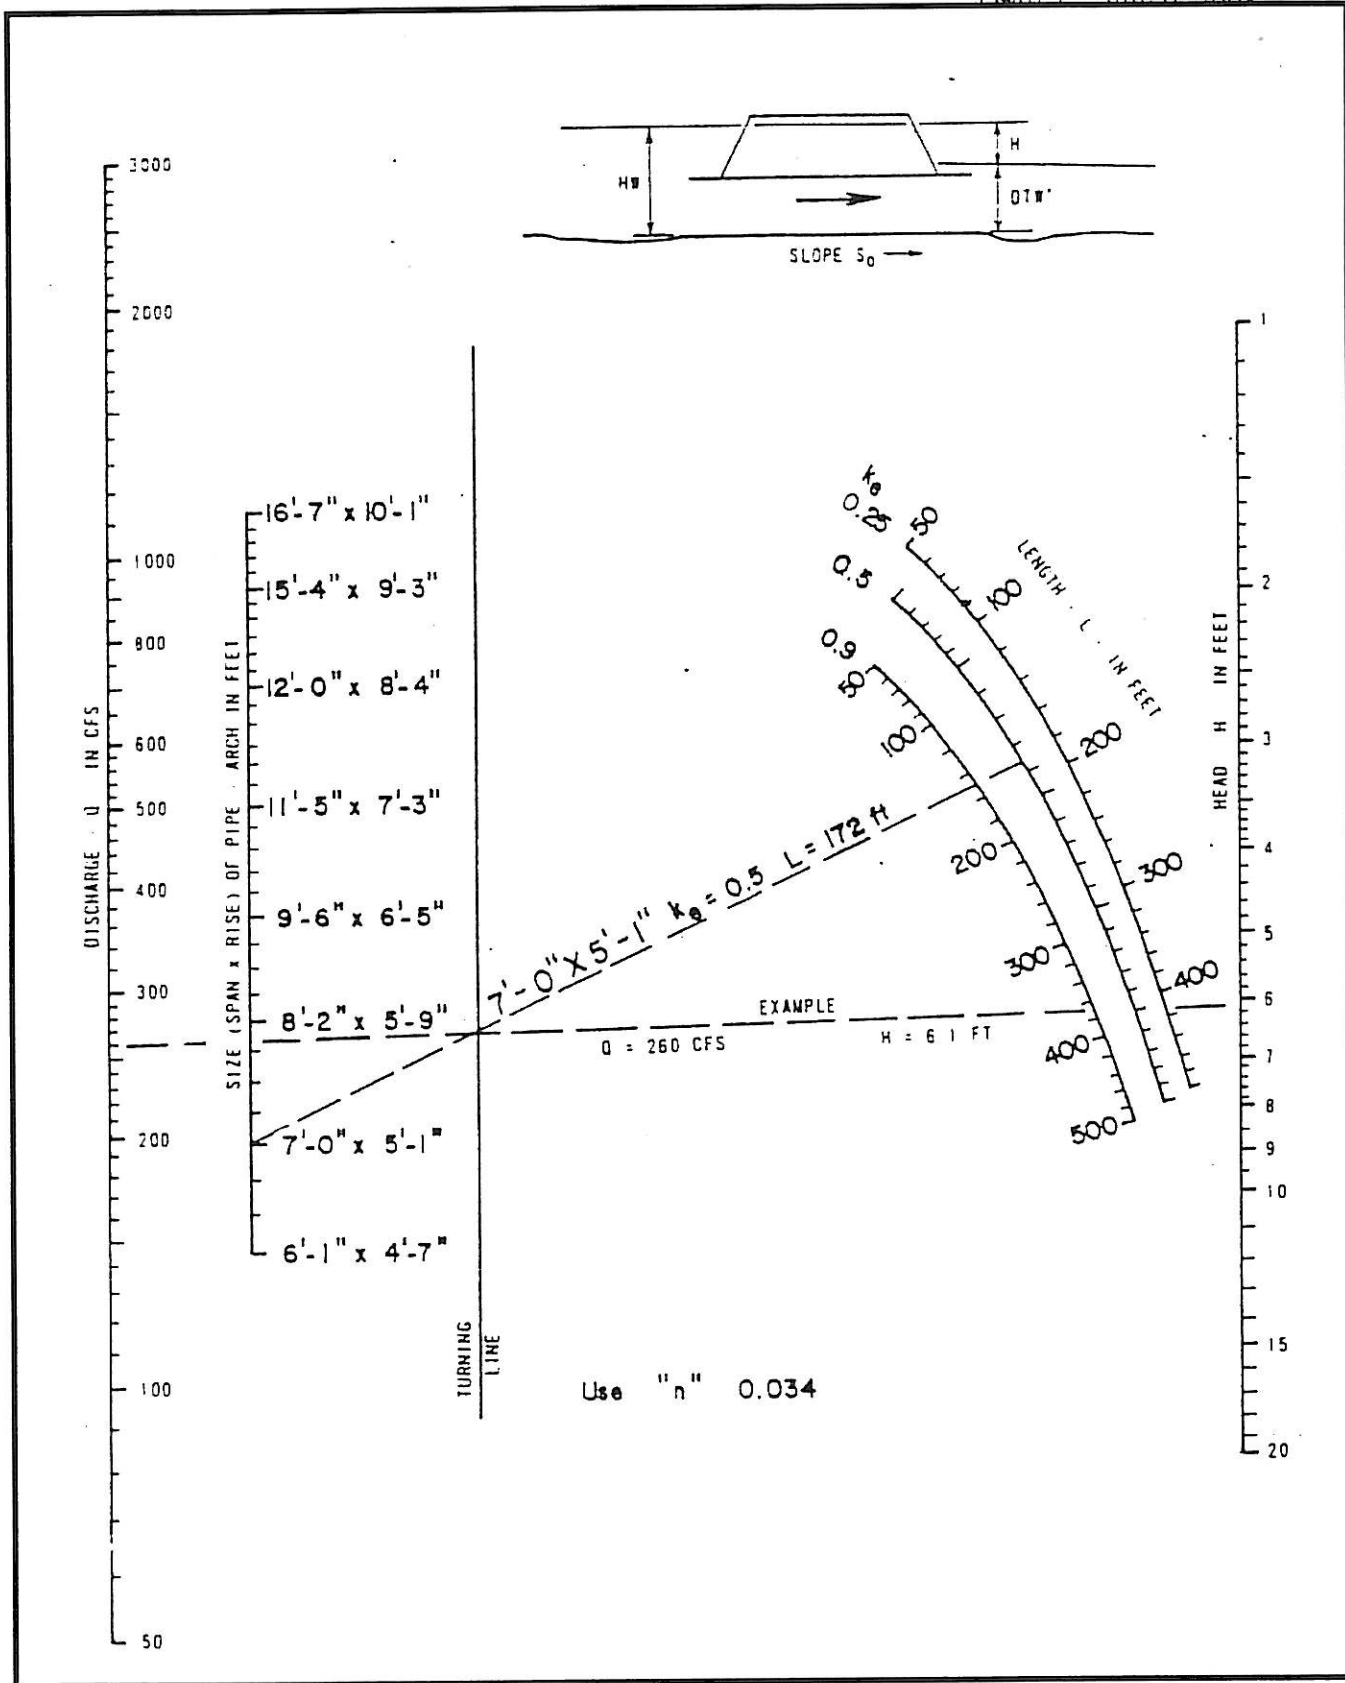 H
HW
DTW'
SLOPE S₀
3000
2000
1000
800
600
500
400
300
200
100
50
DISCHARGE Q IN CFS
16'-7" x 10'-1"
15'-4" x 9'-3"
12'-0" x 8'-4"
11'-5" x 7'-3"
9'-6" x 6'-5"
8'-2" x 5'-9"
7'-0" x 5'-1"
6'-1" x 4'-7"
SIZE (SPAN x RISE) OF PIPE - ARCH IN FEET
TURNING
LINE
7'-0" X 5'-1" kₑ = 0.5 L = 172 ft
EXAMPLE
Q = 260 CFS
H = 6.1 FT
kₑ
0.25
0.5
0.9
50
100
200
300
400
50
100
200
300
400
500
LENGTH - L - IN FEET
HEAD H IN FEET
1
2
3
4
5
6
7
8
9
10
15
20
Use "n" 0.034